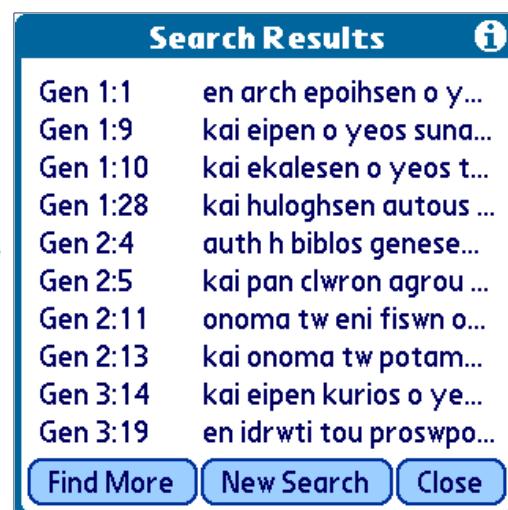 Search Results
Gen 1:1 en arch epoihsen o y...
Gen 1:9 kai eipen o yeos suna...
Gen 1:10 kai ekalesen o yeos t...
Gen 1:28 kai huloghsen autous ...
Gen 2:4 auth h biblos genese...
Gen 2:5 kai pan clwron agrou ...
Gen 2:11 onoma tw eni fiswn o...
Gen 2:13 kai onoma tw potam...
Gen 3:14 kai eipen kurios o ye...
Gen 3:19 en idrwti tou proswpo...
Find More New Search Close